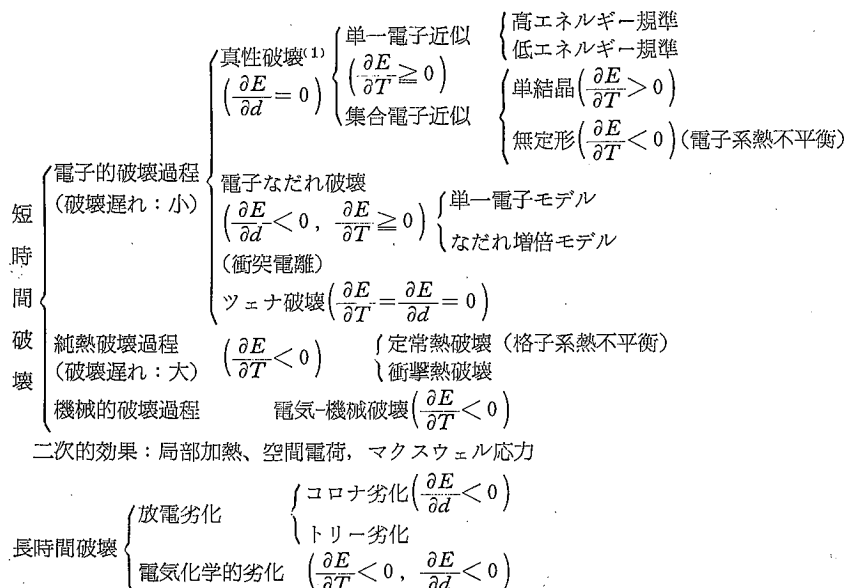 短時間破壊
電子的破壊過程
(破壊遅れ：小)
真性破壊(1)
(∂E/∂d = 0)
単一電子近似
(∂E/∂T ≧ 0)
高エネルギー規準
低エネルギー規準
集合電子近似
単結晶(∂E/∂T > 0)
無定形(∂E/∂T < 0)(電子系熱不平衡)
電子なだれ破壊
(∂E/∂d < 0, ∂E/∂T ≧ 0)
(衝突電離)
単一電子モデル
なだれ増倍モデル
ツェナ破壊(∂E/∂T = ∂E/∂d = 0)
純熱破壊過程
(破壊遅れ：大)
(∂E/∂T < 0)
定常熱破壊 (格子系熱不平衡)
衝撃熱破壊
機械的破壊過程 電気-機械破壊(∂E/∂T < 0)
二次的効果：局部加熱、空間電荷, マクスウェル応力
長時間破壊
放電劣化
コロナ劣化(∂E/∂d < 0)
トリー劣化
電気化学的劣化 (∂E/∂T < 0, ∂E/∂d < 0)